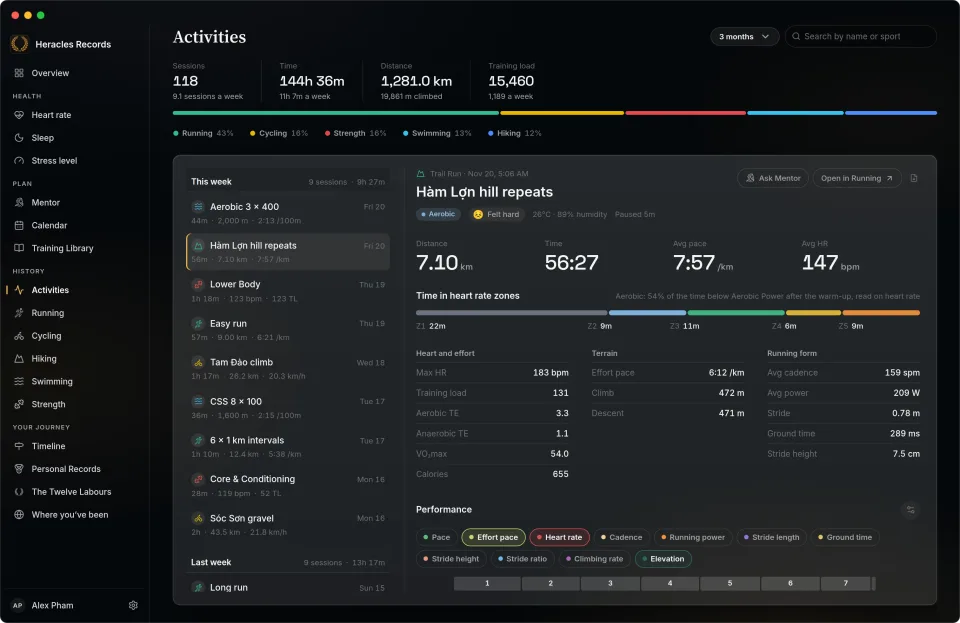 Heracles Records
Overview
HEALTH
Heart rate
Sleep
Stress level
PLAN
Mentor
Calendar
Training Library
HISTORY
Activities
Running
Cycling
Hiking
Swimming
Strength
YOUR JOURNEY
Timeline
Personal Records
The Twelve Labours
Where you've been
AP Alex Pham
Activities
3 months
Search by name or sport
Sessions
118
9.1 sessions a week
Time
144h 36m
11h 7m a week
Distance
1,281.0 km
19,861 m climbed
Training load
15,460
1,189 a week
Running 43% Cycling 16% Strength 16% Swimming 13% Hiking 12%
This week 9 sessions · 9h 27m
Aerobic 3 × 400 Fri 20
44m · 2,000 m · 2:13 /100m
Hàm Lợn hill repeats Fri 20
56m · 7.10 km · 7:57 /km
Lower Body Thu 19
1h 18m · 123 bpm · 123 TL
Easy run Thu 19
57m · 9.00 km · 6:21 /km
Tam Đảo climb Wed 18
1h 17m · 26.2 km · 20.3 km/h
CSS 8 × 100 Tue 17
36m · 1,600 m · 2:15 /100m
6 × 1 km intervals Tue 17
1h 10m · 12.4 km · 5:38 /km
Core & Conditioning Mon 16
28m · 119 bpm · 52 TL
Sóc Sơn gravel Mon 16
2h · 43.5 km · 21.8 km/h
Last week 9 sessions · 13h 17m
Long run Sun 15
Trail Run · Nov 20, 5:06 AM
Hàm Lợn hill repeats
Ask Mentor
Open in Running
Aerobic Felt hard 26°C · 89% humidity Paused 5m
Distance
7.10 km
Time
56:27
Avg pace
7:57 /km
Avg HR
147 bpm
Time in heart rate zones Aerobic: 54% of the time below Aerobic Power after the warm-up, read on heart rate
Z1 22m Z2 9m Z3 11m Z4 6m Z5 9m
Heart and effort
Max HR 183 bpm
Training load 131
Aerobic TE 3.3
Anaerobic TE 1.1
VO₂max 54.0
Calories 655
Terrain
Effort pace 6:12 /km
Climb 472 m
Descent 471 m
Running form
Avg cadence 159 spm
Avg power 209 W
Stride 0.78 m
Ground time 289 ms
Stride height 7.5 cm
Performance
Pace Effort pace Heart rate Cadence Running power Stride length Ground time
Stride height Stride ratio Climbing rate Elevation
1 2 3 4 5 6 7